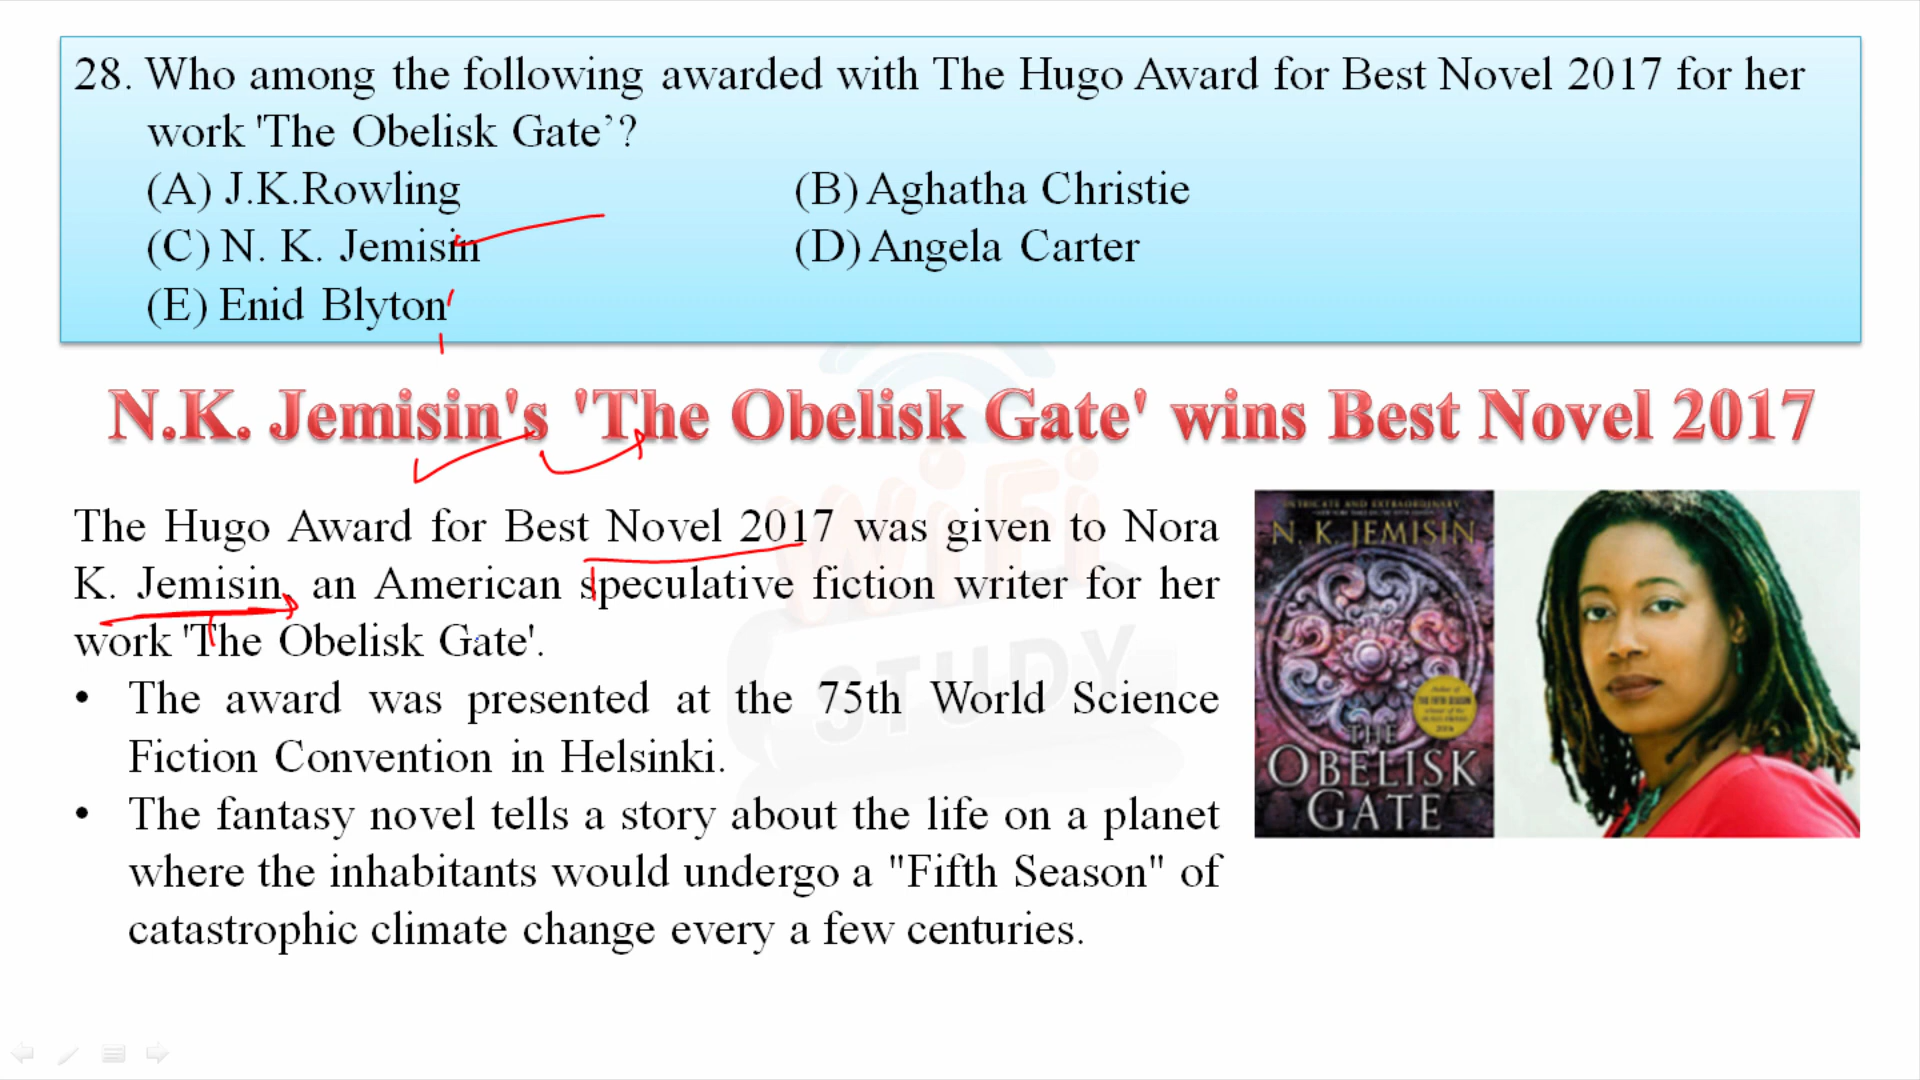 28. Who among the following awarded with The Hugo Award for Best Novel 2017 for her
work 'The Obelisk Gate’?
(A) J.K.Rowling (B) Aghatha Christie
(C) N. K. Jemisin (D) Angela Carter
(E) Enid Blyton
N.K. Jemisin's 'The Obelisk Gate' wins Best Novel 2017
The Hugo Award for Best Novel 2017 was given to Nora
K. Jemisin, an American speculative fiction writer for her
work 'The Obelisk Gate'.
• The award was presented at the 75th World Science
Fiction Convention in Helsinki.
• The fantasy novel tells a story about the life on a planet
where the inhabitants would undergo a "Fifth Season" of
catastrophic climate change every a few centuries.
N. K. JEMISIN
THE
OBELISK
GATE
WiFi
STUDY